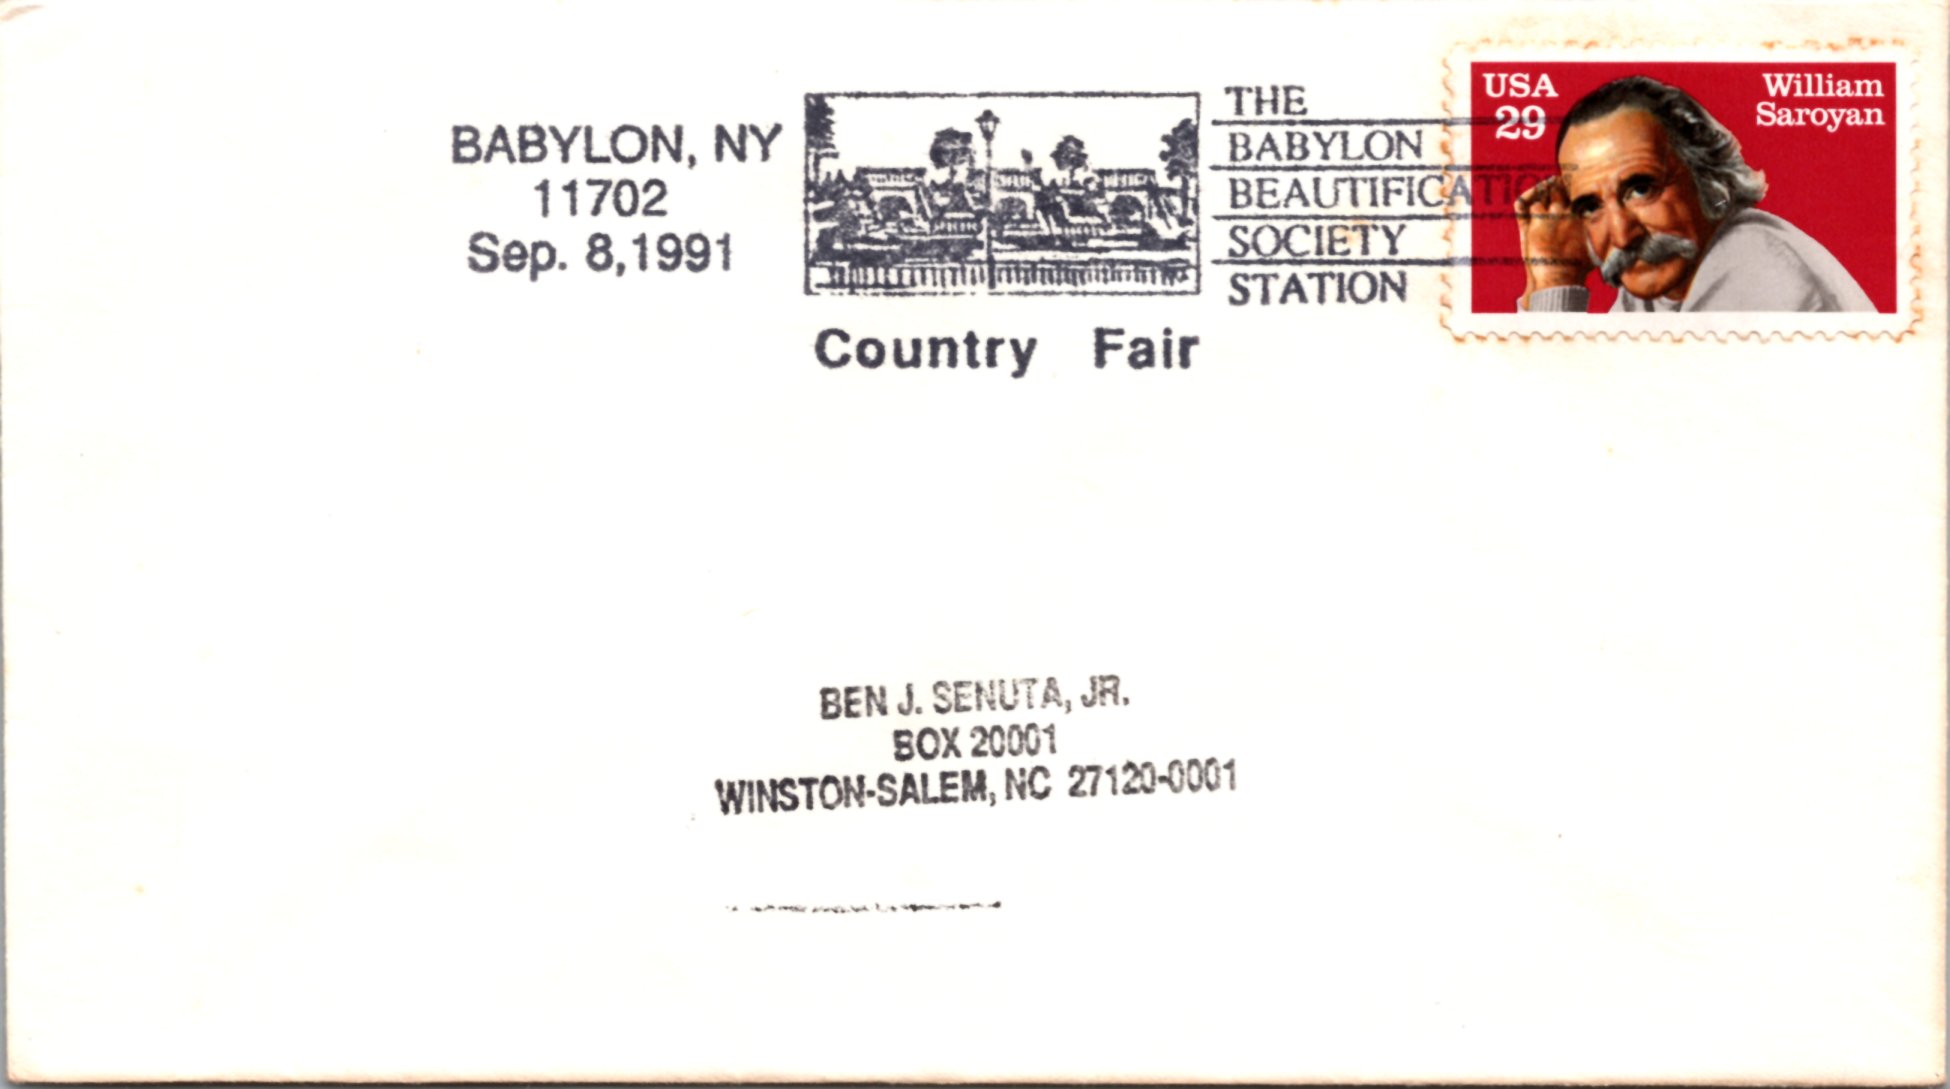 BABYLON, NY
11702
Sep. 8,1991
THE
BABYLON
BEAUTIFICATION
SOCIETY
STATION
Country Fair
USA
29
William
Saroyan
BEN J. SENUTA, JR.
BOX 20001
WINSTON-SALEM, NC 27120-0001